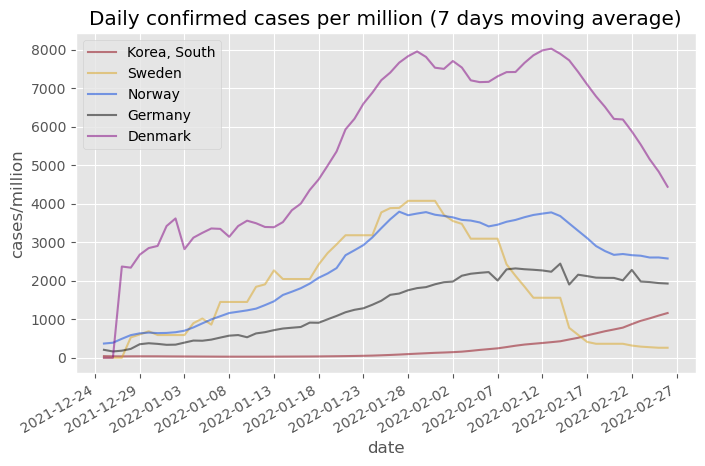 Daily confirmed cases per million (7 days moving average)
Korea, South
Sweden
Norway
Germany
Denmark
cases/million
8000
7000
6000
5000
4000
3000
2000
1000
0
2021-12-24
2021-12-29
2022-01-03
2022-01-08
2022-01-13
2022-01-18
2022-01-23
2022-01-28
2022-02-02
2022-02-07
2022-02-12
2022-02-17
2022-02-22
2022-02-27
date